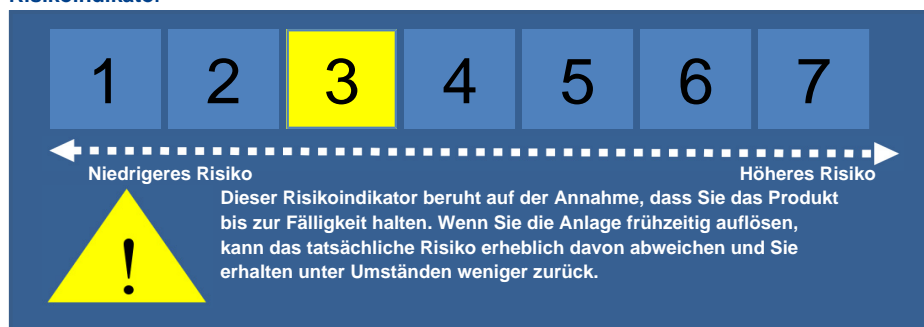 Risikoindikator
1 2 3 4 5 6 7
Niedrigeres Risiko Höheres Risiko
Dieser Risikoindikator beruht auf der Annahme, dass Sie das Produkt
bis zur Fälligkeit halten. Wenn Sie die Anlage frühzeitig auflösen,
kann das tatsächliche Risiko erheblich davon abweichen und Sie
erhalten unter Umständen weniger zurück.
!